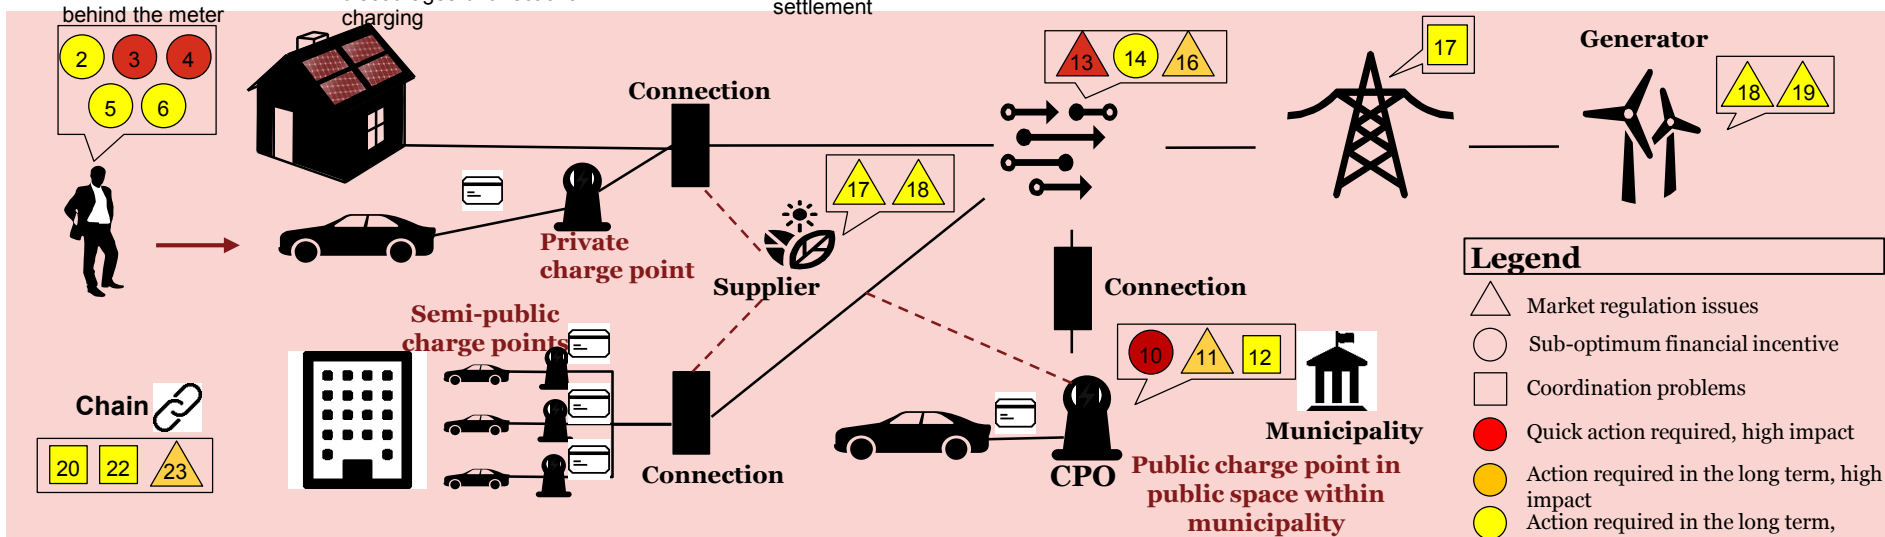 behind the meter
charging
settlement
2 3 4
5 6
Connection
13 14 16
17
Generator
18 19
17 18
Private
charge point
Supplier
Connection
Semi-public
charge points
10 11 12
Chain
20 22 23
Connection
CPO
Municipality
Public charge point in
public space within
municipality
Legend
Market regulation issues
Sub-optimum financial incentive
Coordination problems
Quick action required, high impact
Action required in the long term, high
impact
Action required in the long term,